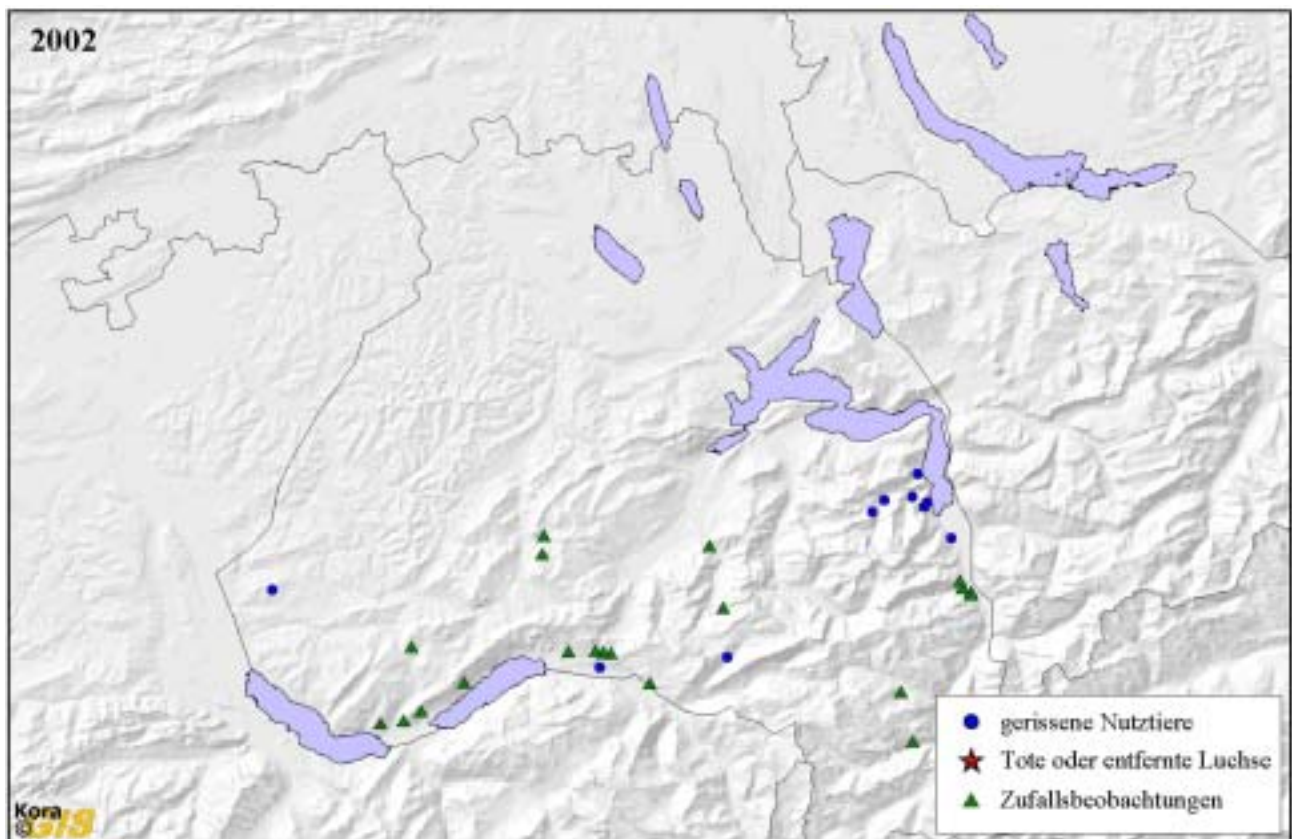 2002
gerissene Nutztiere
Tote oder entfernte Luchse
Zufallsbeobachtungen
Kora
© GIS